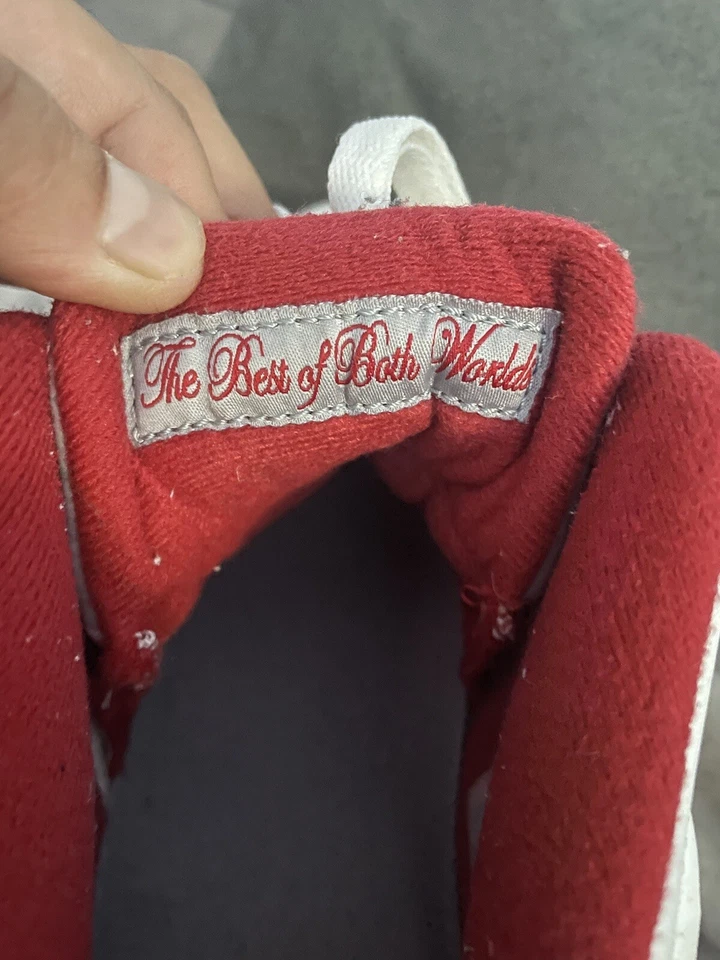 The Best of Both Worlds